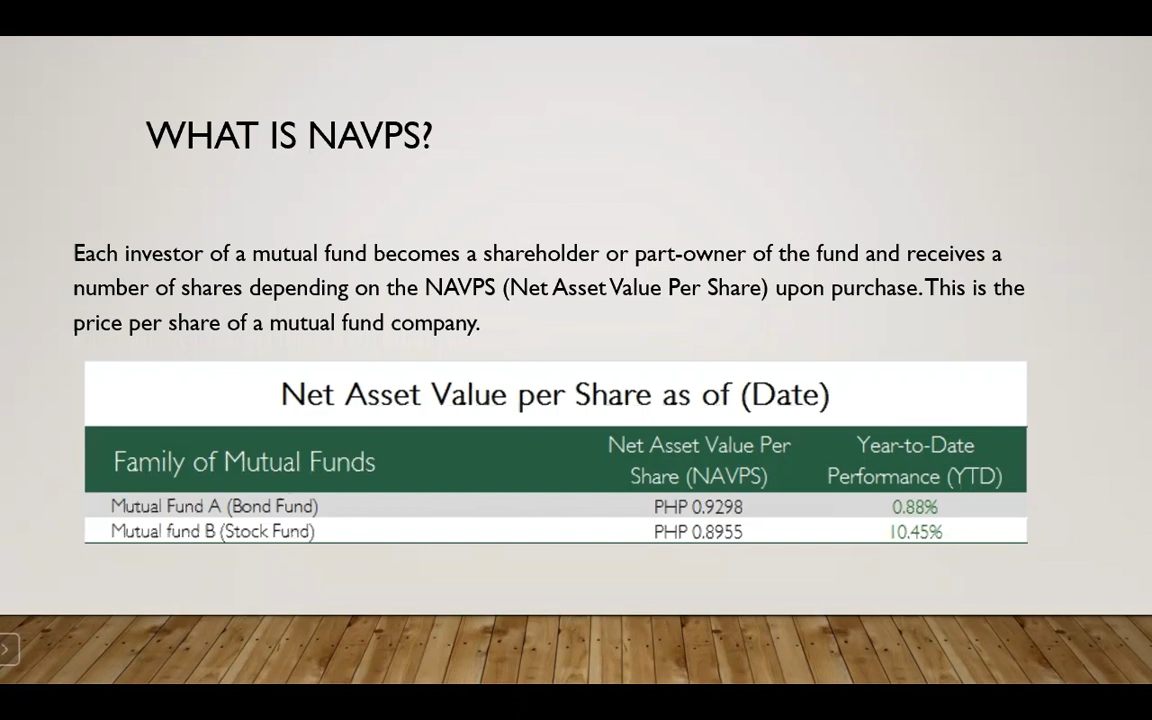 WHAT IS NAVPS?
Each investor of a mutual fund becomes a shareholder or part-owner of the fund and receives a
number of shares depending on the NAVPS (Net Asset Value Per Share) upon purchase. This is the
price per share of a mutual fund company.
Net Asset Value per Share as of (Date)
Family of Mutual Funds
Net Asset Value Per
Share (NAVPS)
Year-to-Date
Performance (YTD)
Mutual Fund A (Bond Fund) PHP 0.9298 0.88%
Mutual fund B (Stock Fund) PHP 0.8955 10.45%